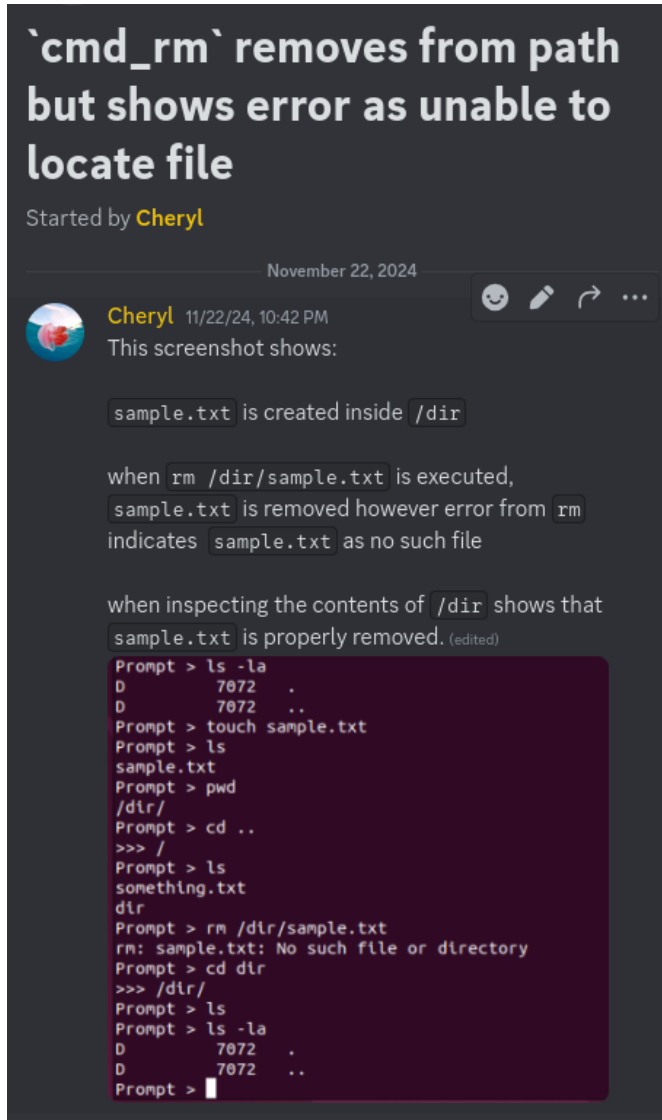 `cmd_rm` removes from path
but shows error as unable to
locate file
Started by Cheryl
November 22, 2024
Cheryl 11/22/24, 10:42 PM
This screenshot shows:
sample.txt is created inside /dir
when rm /dir/sample.txt is executed,
sample.txt is removed however error from rm
indicates sample.txt as no such file
when inspecting the contents of /dir shows that
sample.txt is properly removed. (edited)
Prompt > ls -la
D 7072 .
D 7072 ..
Prompt > touch sample.txt
Prompt > ls
sample.txt
Prompt > pwd
/dir/
Prompt > cd ..
>>> /
Prompt > ls
something.txt
dir
Prompt > rm /dir/sample.txt
rm: sample.txt: No such file or directory
Prompt > cd dir
>>> /dir/
Prompt > ls
Prompt > ls -la
D 7072 .
D 7072 ..
Prompt >